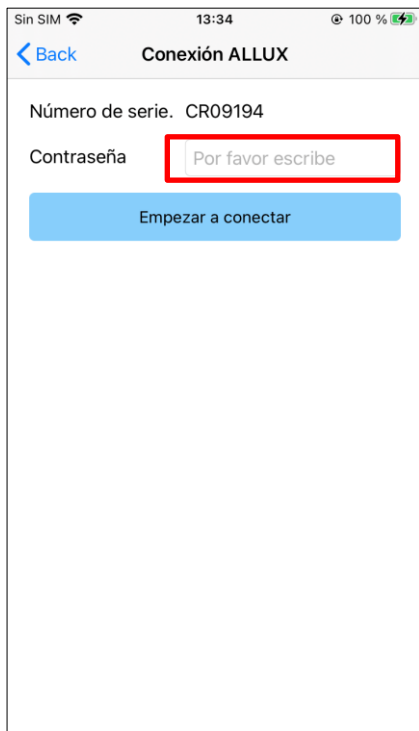 Sin SIM 13:34 100 %
Back Conexión ALLUX
Número de serie. CR09194
Contraseña Por favor escribe
Empezar a conectar